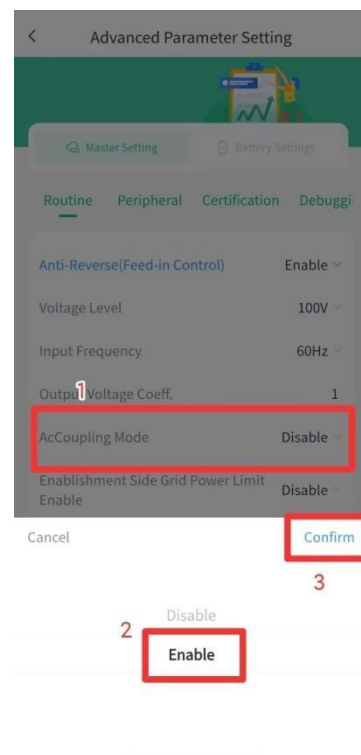 Advanced Parameter Setting
Master Setting
Battery Settings
Routine Peripheral Certification Debuggi
Anti-Reverse(Feed-in Control) Enable
Voltage Level 100V
Input Frequency 60Hz
Output Voltage Coeff. 1
1
AcCoupling Mode Disable
Enablishment Side Grid Power Limit
Enable Disable
Cancel Confirm
3
Disable
2
Enable